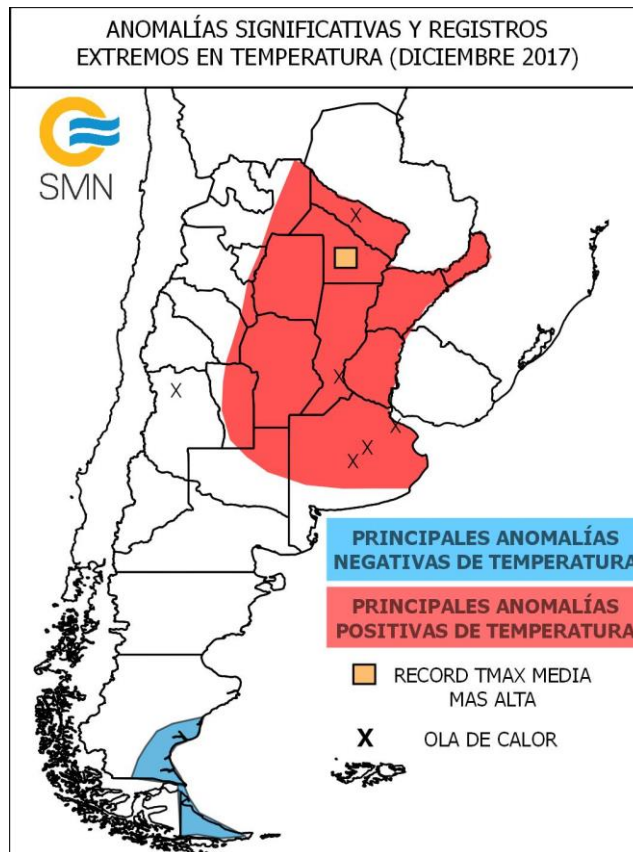 ANOMALÍAS SIGNIFICATIVAS Y REGISTROS
EXTREMOS EN TEMPERATURA (DICIEMBRE 2017)
SMN
X
X
X
X
X
X
PRINCIPALES ANOMALÍAS
NEGATIVAS DE TEMPERATURA
PRINCIPALES ANOMALÍAS
POSITIVAS DE TEMPERATURA
RECORD TMAX MEDIA
MAS ALTA
X OLA DE CALOR